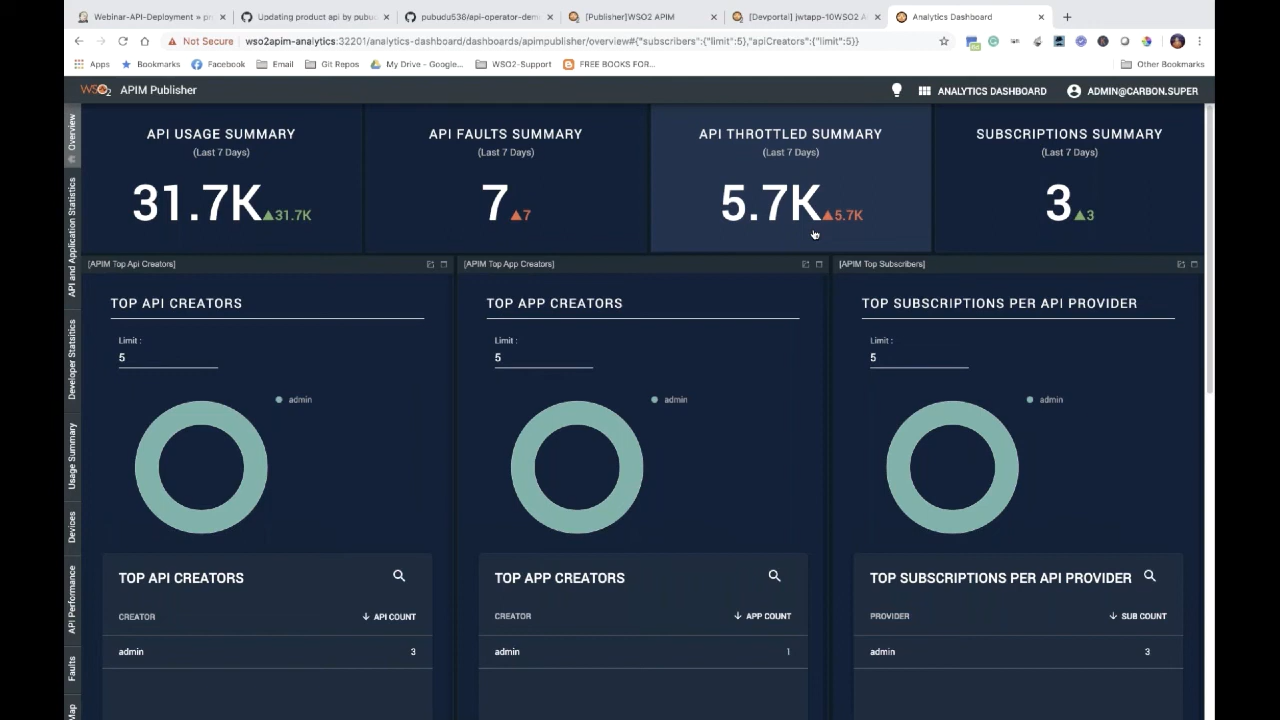 Webinar-API-Deployment » pr
Updating product api by pubuc
pubudu538/api-operator-demo
[Publisher]WSO2 APIM
[Devportal] jwtapp-10WSO2 A
Analytics Dashboard
Not Secure wso2apim-analytics:32201/analytics-dashboard/dashboards/apimpublisher/overview#{"subscribers":{"limit":5},"apiCreators":{"limit":5}}
Apps Bookmarks Facebook Email Git Repos My Drive - Google... WSO2-Support FREE BOOKS FOR... Other Bookmarks
WSO2 APIM Publisher ANALYTICS DASHBOARD ADMIN@CARBON.SUPER
Overview
API and Application Statistics
Developer Statsitics
Usage Summary
Devices
API Performance
Faults
Map
API USAGE SUMMARY
(Last 7 Days)
31.7K▲31.7K
API FAULTS SUMMARY
(Last 7 Days)
7▲7
API THROTTLED SUMMARY
(Last 7 Days)
5.7K▲5.7K
SUBSCRIPTIONS SUMMARY
(Last 7 Days)
3▲3
[APIM Top Api Creators]
TOP API CREATORS
Limit :
5
admin
TOP API CREATORS
CREATOR ↓ API COUNT
admin 3
[APIM Top App Creators]
TOP APP CREATORS
Limit :
5
admin
TOP APP CREATORS
CREATOR ↓ APP COUNT
admin 1
[APIM Top Subscribers]
TOP SUBSCRIPTIONS PER API PROVIDER
Limit :
5
admin
TOP SUBSCRIPTIONS PER API PROVIDER
PROVIDER ↓ SUB COUNT
admin 3